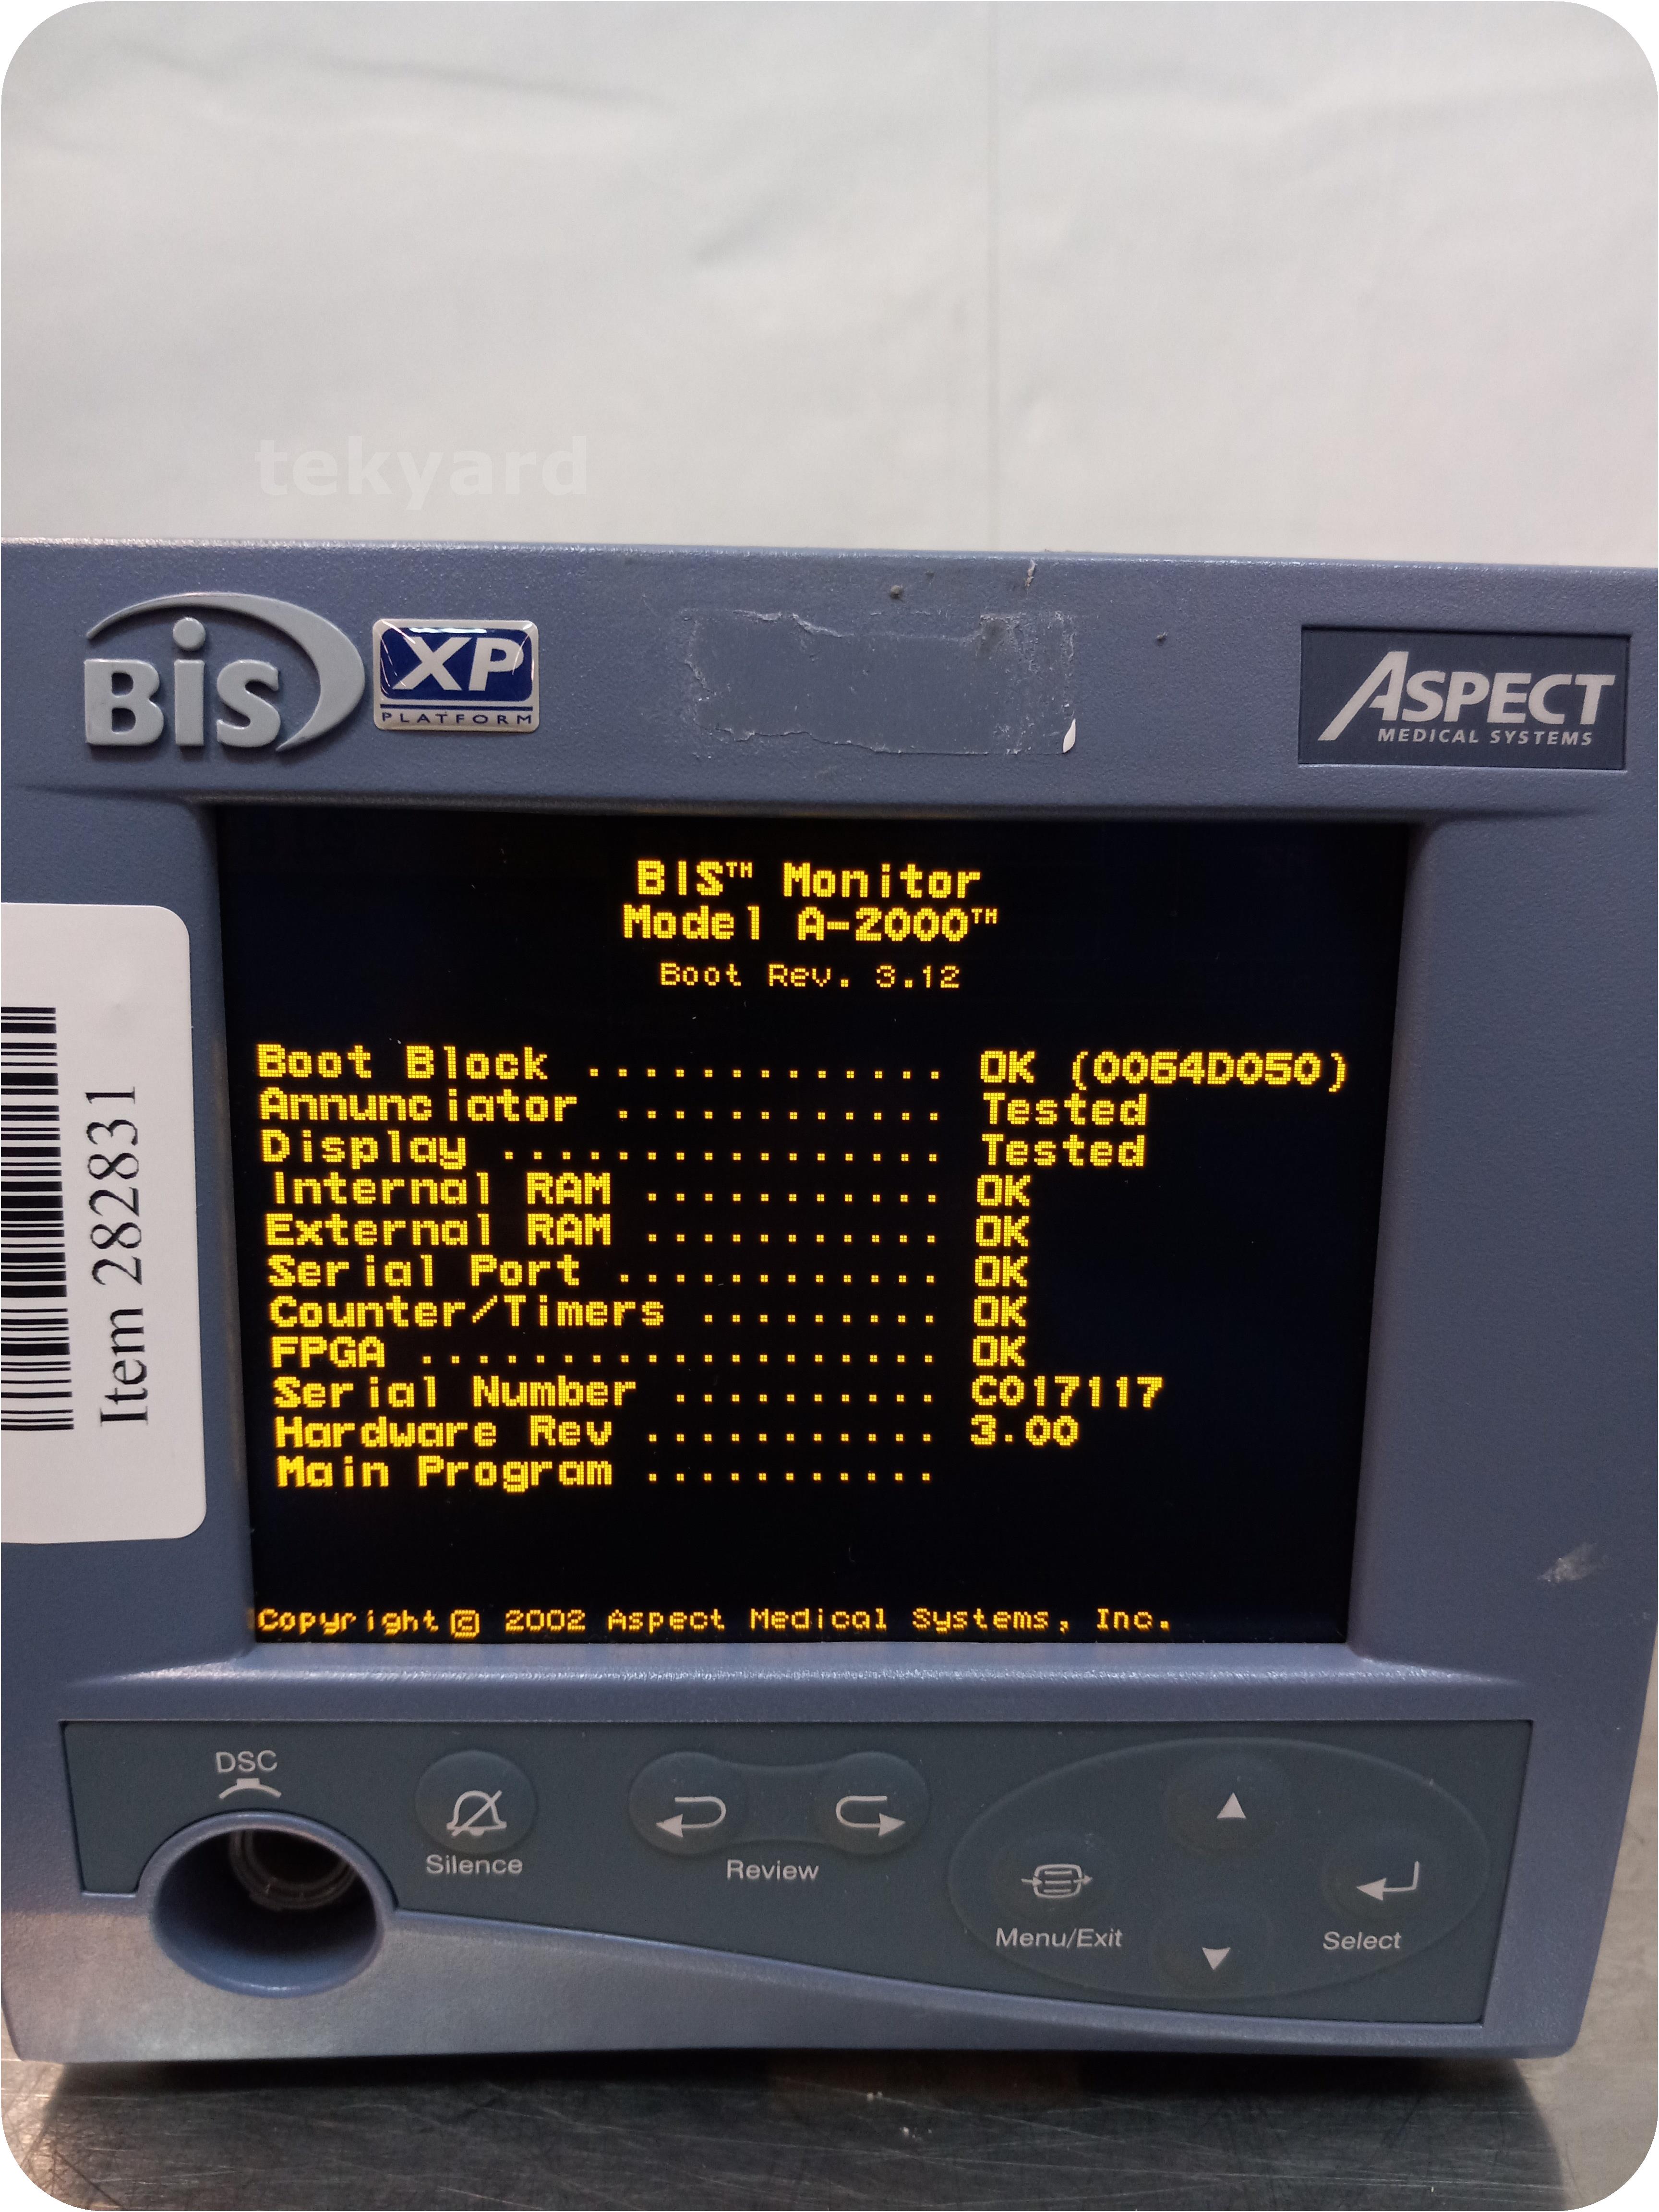 tekyard
BIS
XP
PLATFORM
ASPECT
MEDICAL SYSTEMS
BIS™ Monitor
Model A-2000™
Boot Rev. 3.12
Boot Block ............. OK (0064D050)
Annunciator ............ Tested
Display ................ Tested
Internal RAM ........... OK
External RAM ........... OK
Serial Port ............ OK
Counter/Timers ......... OK
FPGA ................... OK
Serial Number .......... C017117
Hardware Rev ........... 3.00
Main Program ...........
Copyright© 2002 Aspect Medical Systems, Inc.
Item 282831
DSC
Silence
Review
Menu/Exit
Select